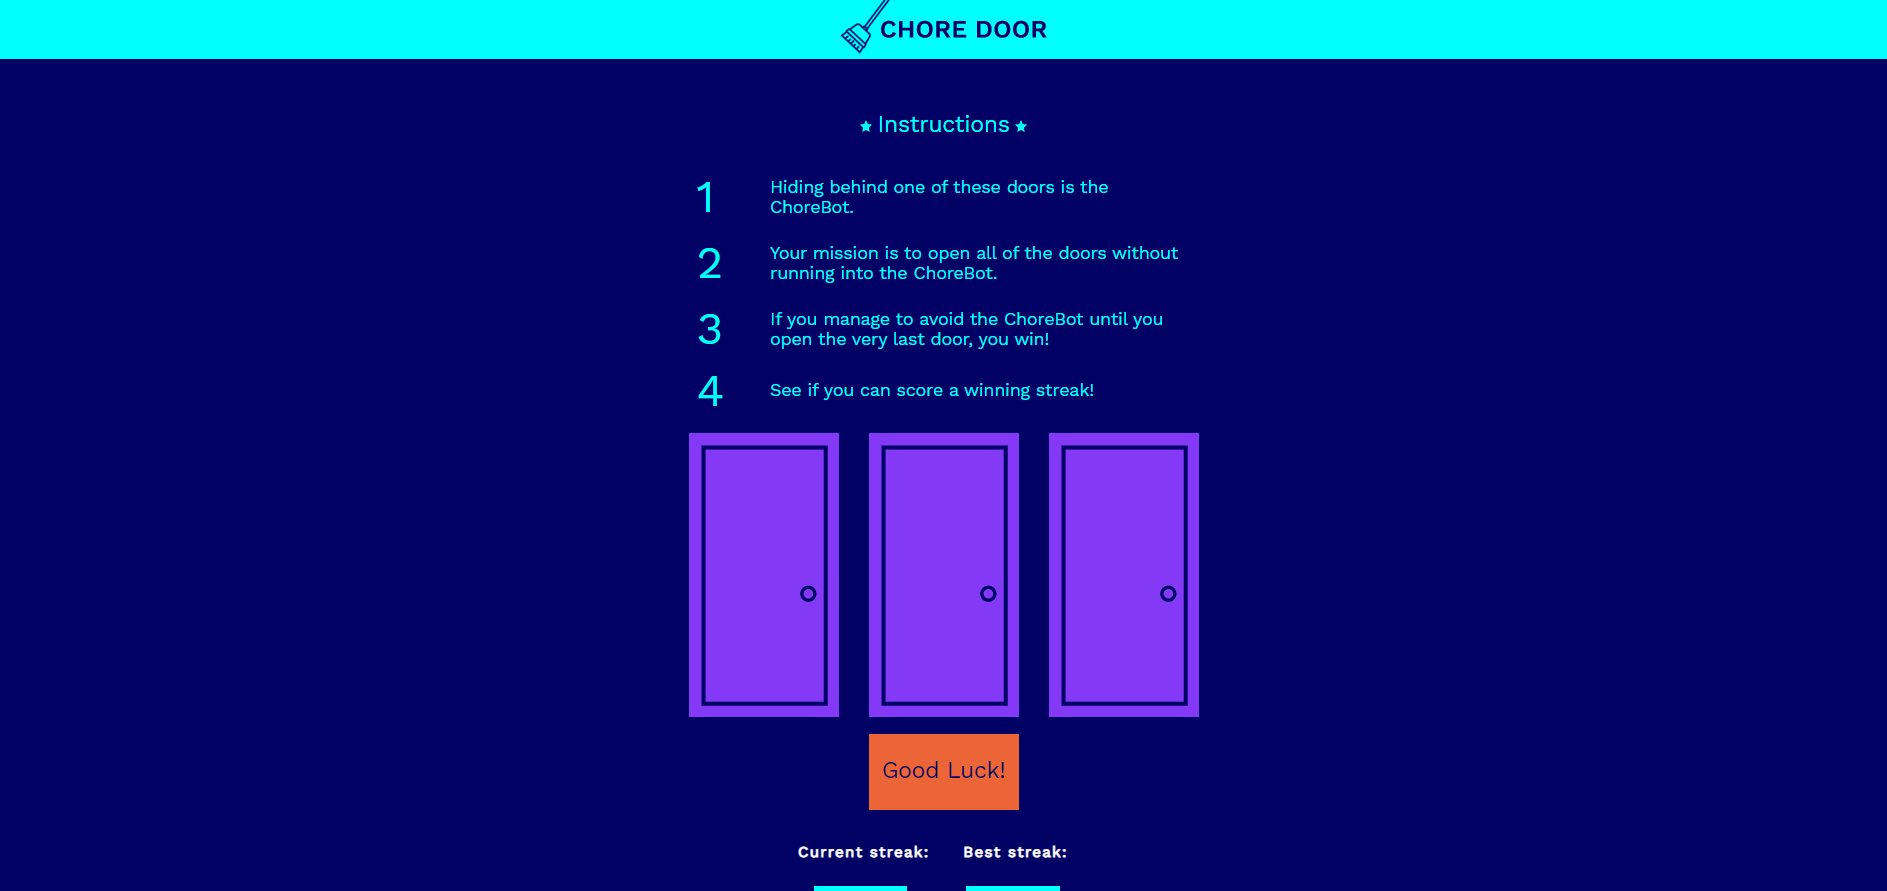 CHORE DOOR
Instructions
1
Hiding behind one of these doors is the
ChoreBot.
2
Your mission is to open all of the doors without
running into the ChoreBot.
3
If you manage to avoid the ChoreBot until you
open the very last door, you win!
4
See if you can score a winning streak!
Good Luck!
Current streak:
Best streak: